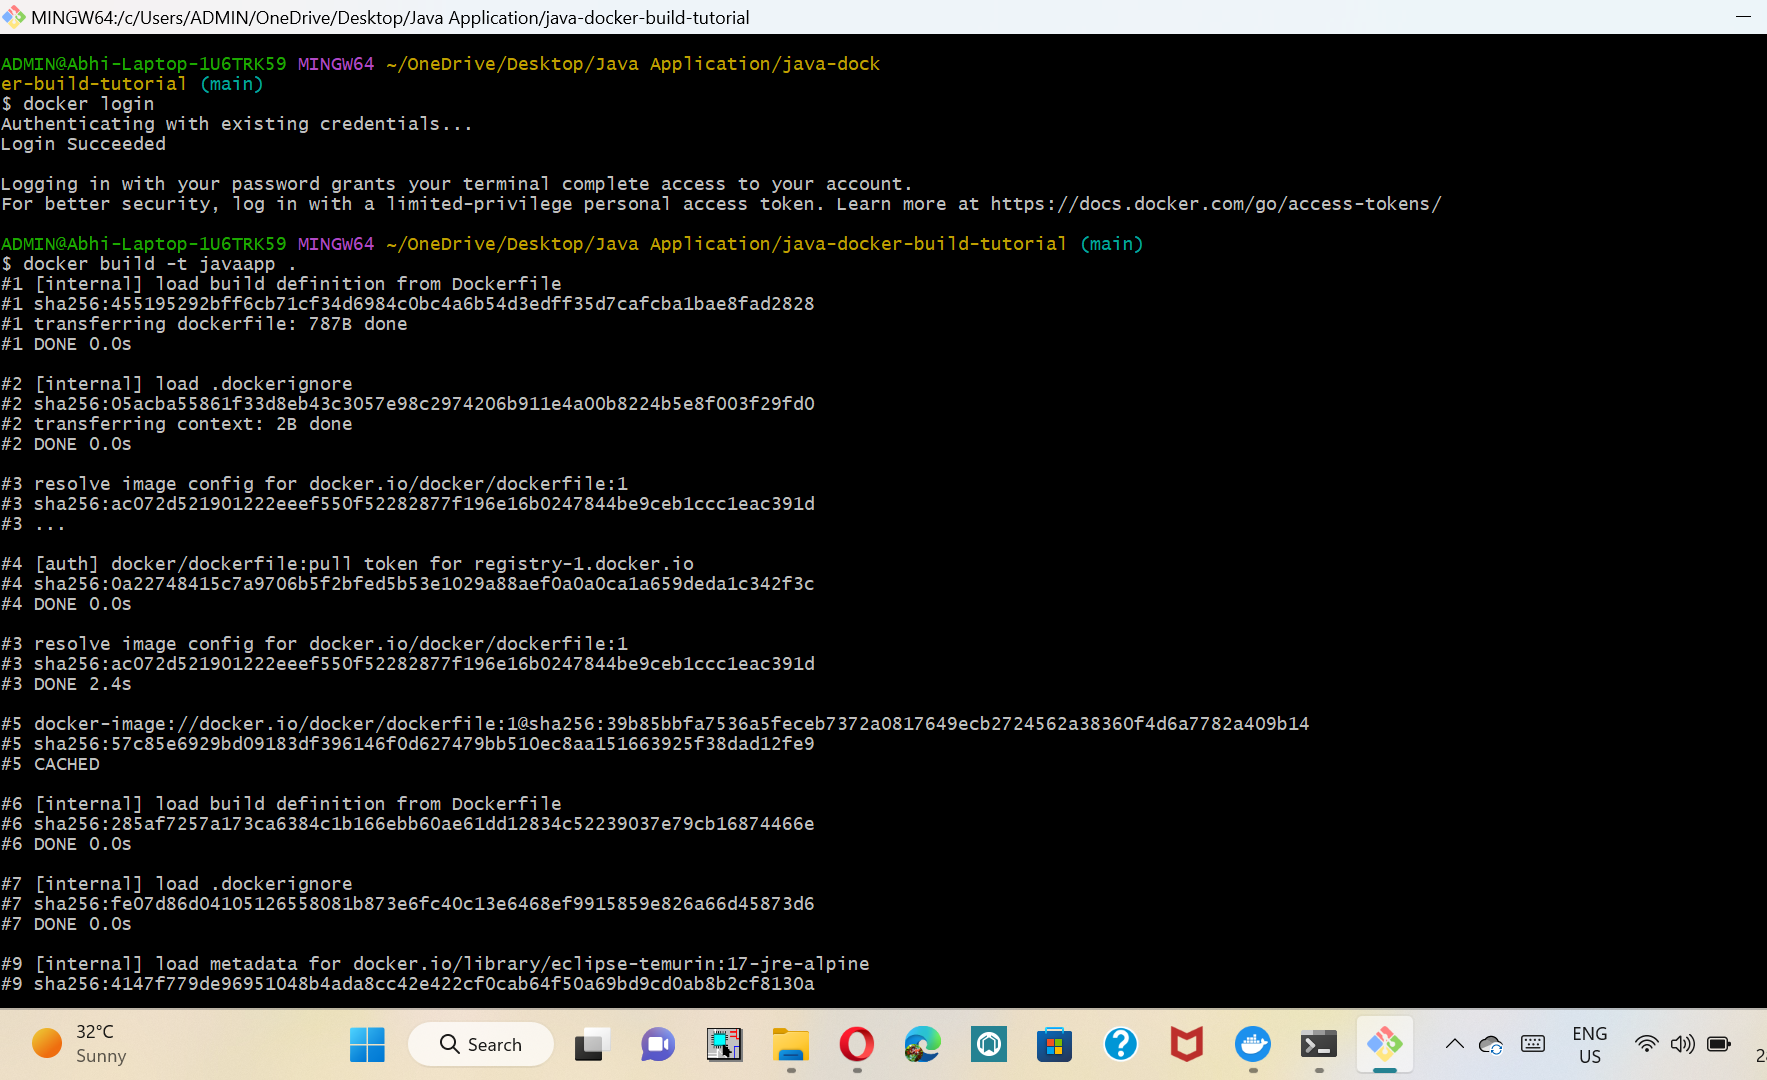 MINGW64:/c/Users/ADMIN/OneDrive/Desktop/Java Application/java-docker-build-tutorial
ADMIN@Abhi-Laptop-1U6TRK59 MINGW64 ~/OneDrive/Desktop/Java Application/java-dock
er-build-tutorial (main)
$ docker login
Authenticating with existing credentials...
Login Succeeded
Logging in with your password grants your terminal complete access to your account.
For better security, log in with a limited-privilege personal access token. Learn more at https://docs.docker.com/go/access-tokens/
ADMIN@Abhi-Laptop-1U6TRK59 MINGW64 ~/OneDrive/Desktop/Java Application/java-docker-build-tutorial (main)
$ docker build -t javaapp .
#1 [internal] load build definition from Dockerfile
#1 sha256:455195292bff6cb71cf34d6984c0bc4a6b54d3edff35d7cafcba1bae8fad2828
#1 transferring dockerfile: 787B done
#1 DONE 0.0s
#2 [internal] load .dockerignore
#2 sha256:05acba55861f33d8eb43c3057e98c2974206b911e4a00b8224b5e8f003f29fd0
#2 transferring context: 2B done
#2 DONE 0.0s
#3 resolve image config for docker.io/docker/dockerfile:1
#3 sha256:ac072d521901222eeef550f52282877f196e16b0247844be9ceb1ccc1eac391d
#3 ...
#4 [auth] docker/dockerfile:pull token for registry-1.docker.io
#4 sha256:0a22748415c7a9706b5f2bfed5b53e1029a88aef0a0a0ca1a659deda1c342f3c
#4 DONE 0.0s
#3 resolve image config for docker.io/docker/dockerfile:1
#3 sha256:ac072d521901222eeef550f52282877f196e16b0247844be9ceb1ccc1eac391d
#3 DONE 2.4s
#5 docker-image://docker.io/docker/dockerfile:1@sha256:39b85bbfa7536a5feceb7372a0817649ecb2724562a38360f4d6a7782a409b14
#5 sha256:57c85e6929bd09183df396146f0d627479bb510ec8aa151663925f38dad12fe9
#5 CACHED
#6 [internal] load build definition from Dockerfile
#6 sha256:285af7257a173ca6384c1b166ebb60ae61dd12834c52239037e79cb16874466e
#6 DONE 0.0s
#7 [internal] load .dockerignore
#7 sha256:fe07d86d04105126558081b873e6fc40c13e6468ef9915859e826a66d45873d6
#7 DONE 0.0s
#9 [internal] load metadata for docker.io/library/eclipse-temurin:17-jre-alpine
#9 sha256:4147f779de96951048b4ada8cc42e422cf0cab64f50a69bd9cd0ab8b2cf8130a
32°C
Sunny
Search
ENG
US
2